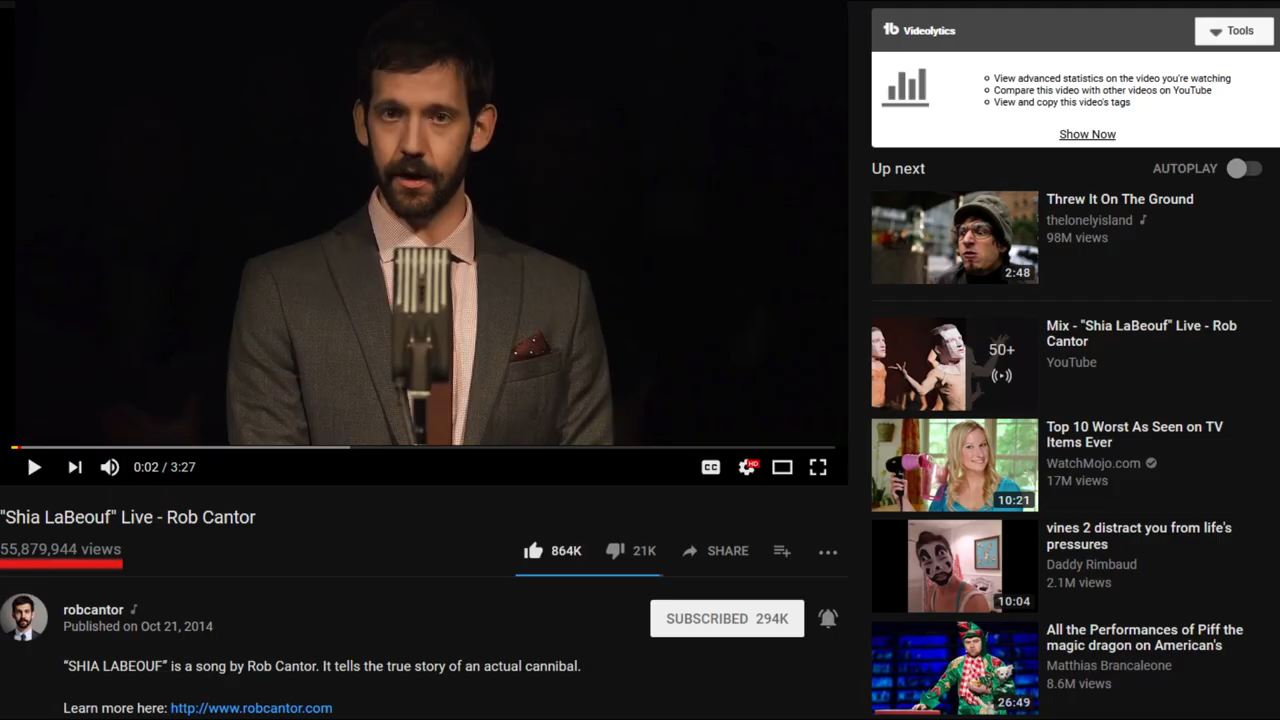 Videolytics
Tools
View advanced statistics on the video you're watching
Compare this video with other videos on YouTube
View and copy this video's tags
Show Now
Up next
AUTOPLAY
Threw It On The Ground
thelonelyisland
98M views
2:48
Mix - "Shia LaBeouf" Live - Rob
Cantor
YouTube
50+
Top 10 Worst As Seen on TV
Items Ever
WatchMojo.com
17M views
10:21
vines 2 distract you from life's
pressures
Daddy Rimbaud
2.1M views
10:04
All the Performances of Piff the
magic dragon on American's
Matthias Brancaleone
8.6M views
26:49
0:02 / 3:27
CC
HD
"Shia LaBeouf" Live - Rob Cantor
55,879,944 views
864K
21K
SHARE
robcantor
Published on Oct 21, 2014
SUBSCRIBED 294K
“SHIA LABEOUF” is a song by Rob Cantor. It tells the true story of an actual cannibal.
Learn more here: http://www.robcantor.com